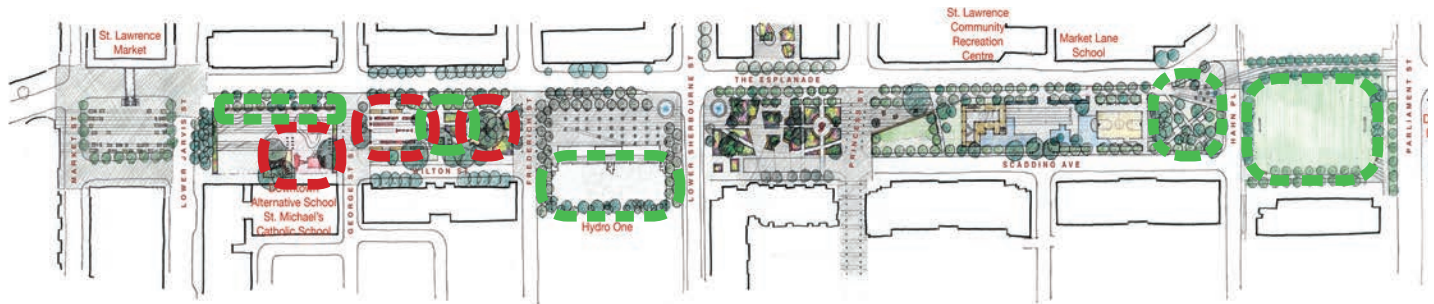 St. Lawrence
Market
St. Lawrence
Community
Recreation
Centre
Market Lane
School
THE ESPLANADE
MARKET ST
LOWER JARVIS ST
GEORGE ST
WILTON ST
FREDERICK ST
LOWER SHERBOURNE ST
PRINCESS ST
SCADDING AVE
HAHN PL
PARLIAMENT ST
Downtown
Alternative School
St. Michael's
Catholic School
Hydro One